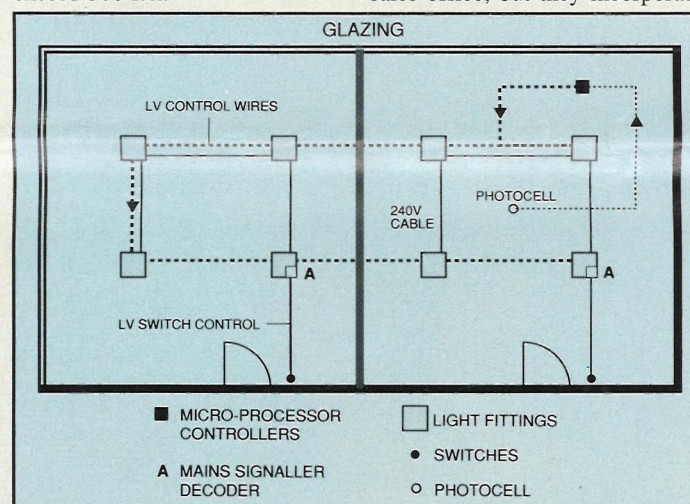 GLAZING
LV CONTROL WIRES
PHOTOCELL
240V
CABLE
A
A
LV SWITCH CONTROL
MICRO-PROCESSOR
CONTROLLERS
LIGHT FITTINGS
SWITCHES
A MAINS SIGNALLER
DECODER
PHOTOCELL